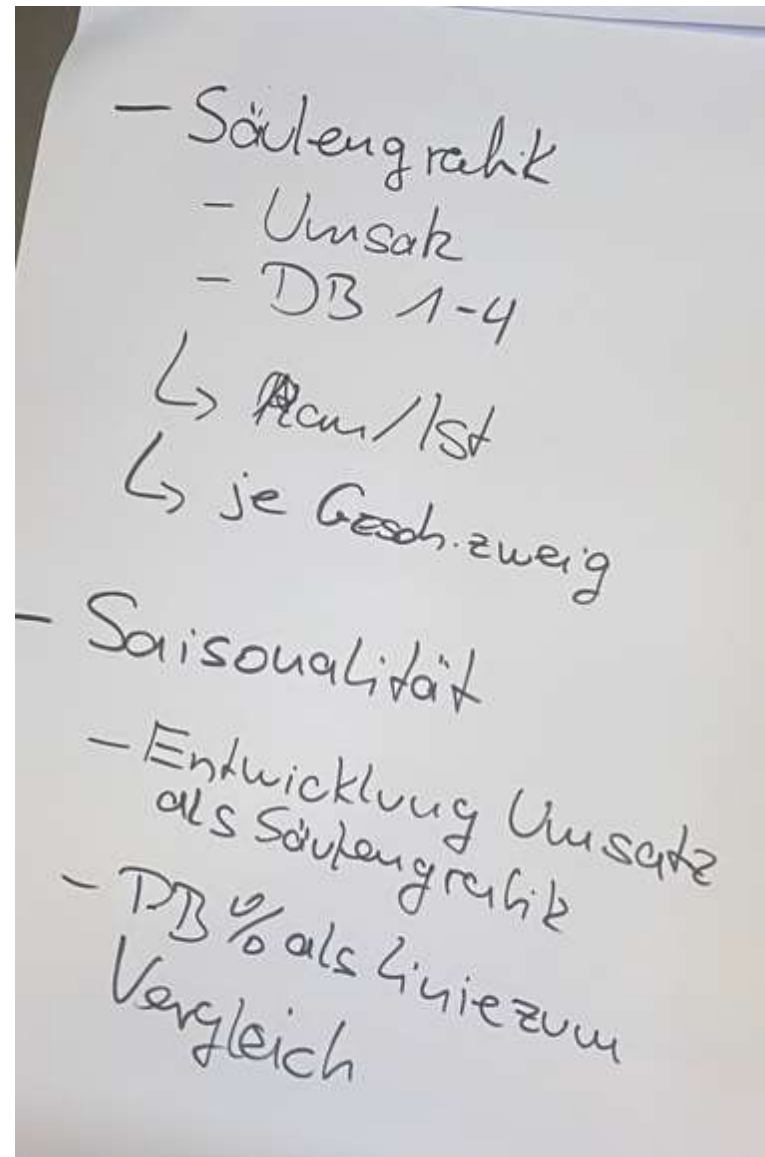 - Säulengrafik
- Umsatz
- DB 1-4
↳ Plan/Ist
↳ je Gesch.zweig
- Saisonalität
- Entwicklung Umsatz
als Säulengrafik
- DB % als Linie zum
Vergleich